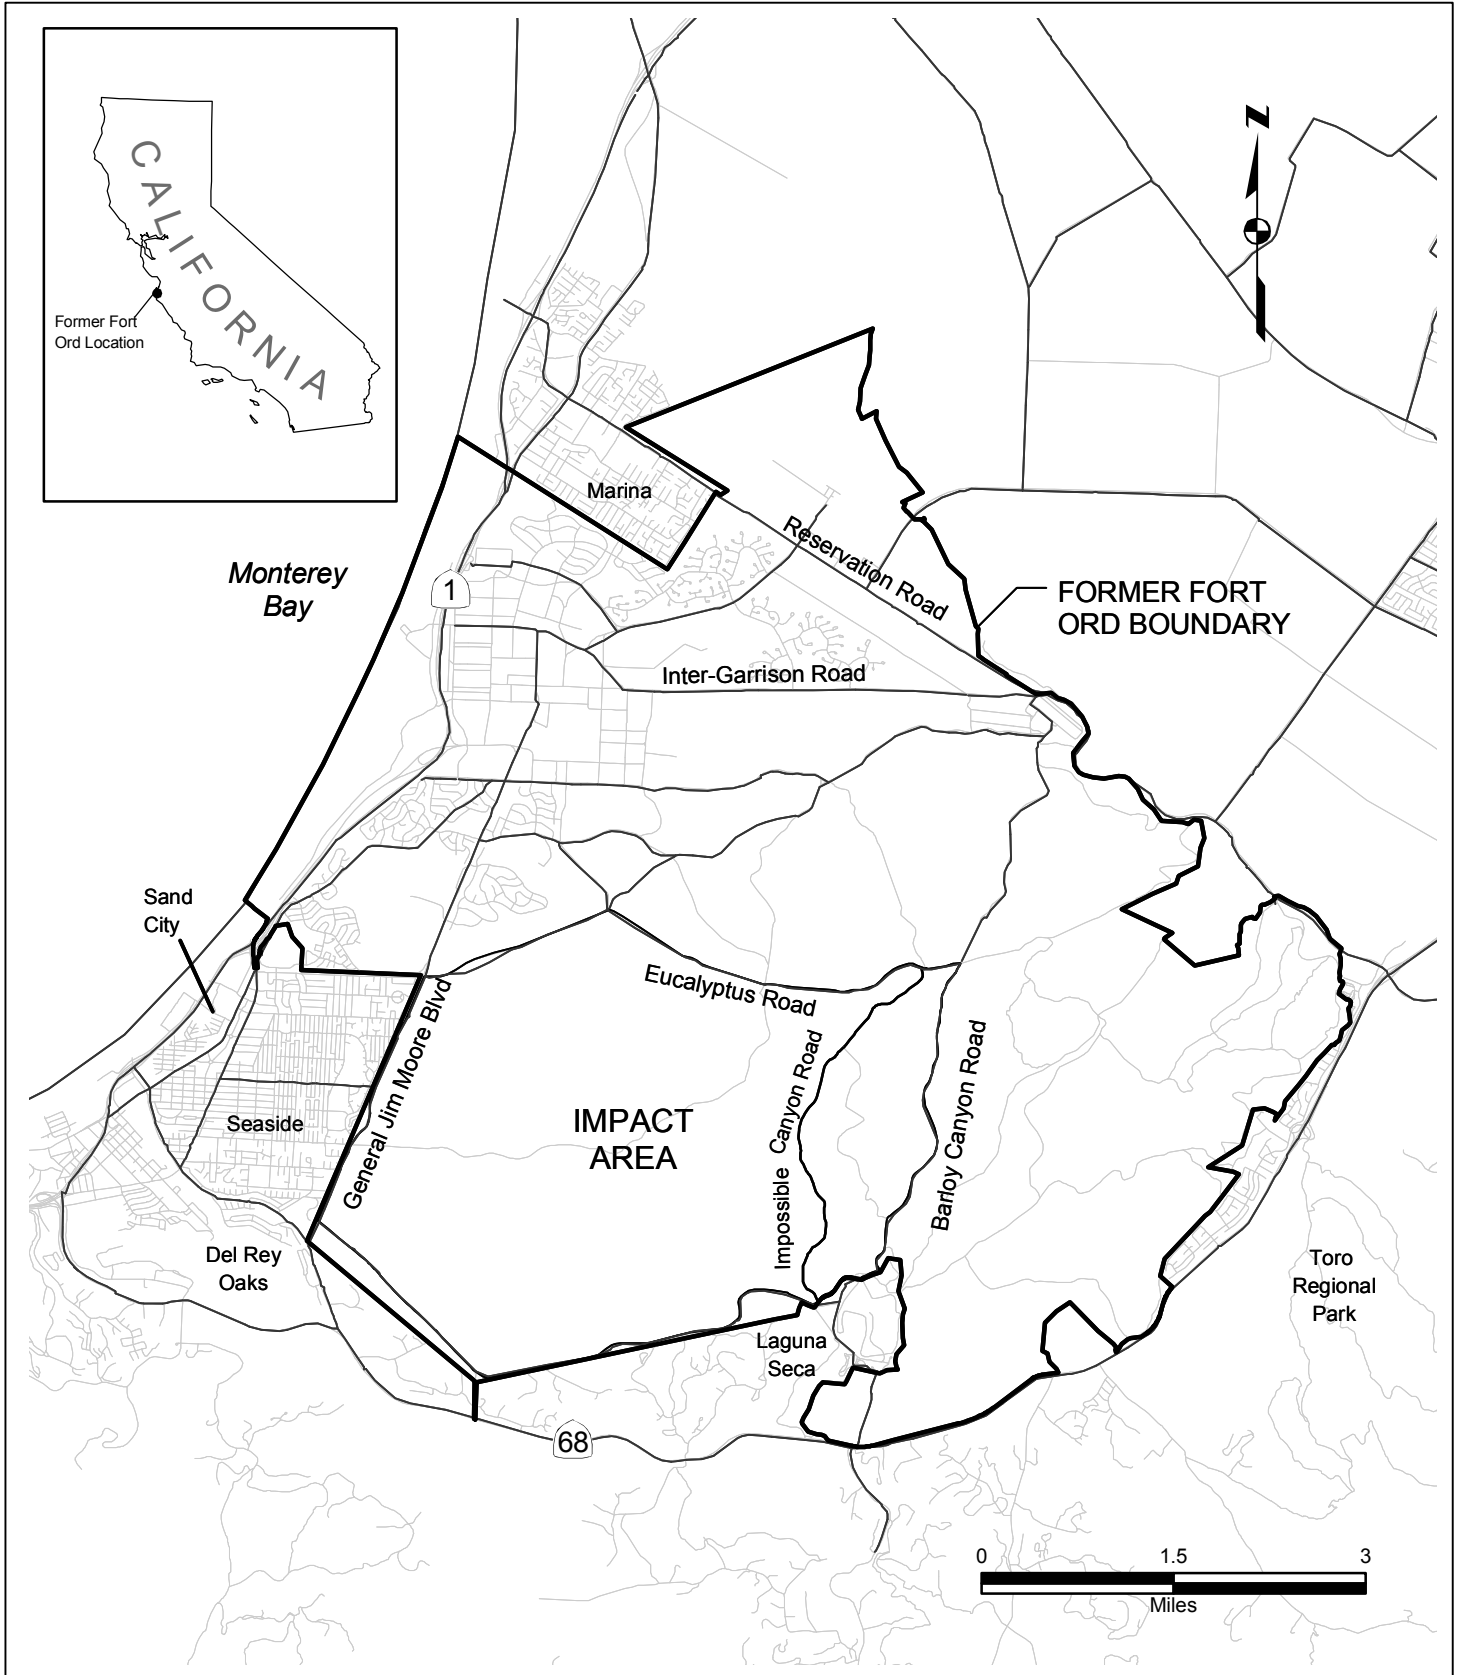 CALIFORNIA
Former Fort
Ord Location
N
Monterey
Bay
1
Marina
Reservation Road
FORMER FORT
ORD BOUNDARY
Inter-Garrison Road
Sand
City
Eucalyptus Road
General Jim Moore Blvd
Seaside
IMPACT
AREA
Impossible Canyon Road
Barloy Canyon Road
Del Rey
Oaks
Toro
Regional
Park
Laguna
Seca
68
0 1.5 3
Miles